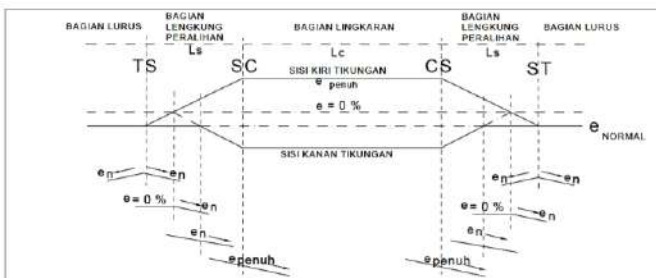 BAGIAN LURUS
BAGIAN LENGKUNG PERALIHAN
BAGIAN LINGKARAN
BAGIAN LENGKUNG PERALIHAN
BAGIAN LURUS
Ls
Lc
Ls
TS
SC
CS
ST
SISI KIRI TIKUNGAN
e penuh
e = 0 %
e NORMAL
SISI KANAN TIKUNGAN
en en
en en
e = 0 % en
e = 0 % en
en
en
epenuh
epenuh